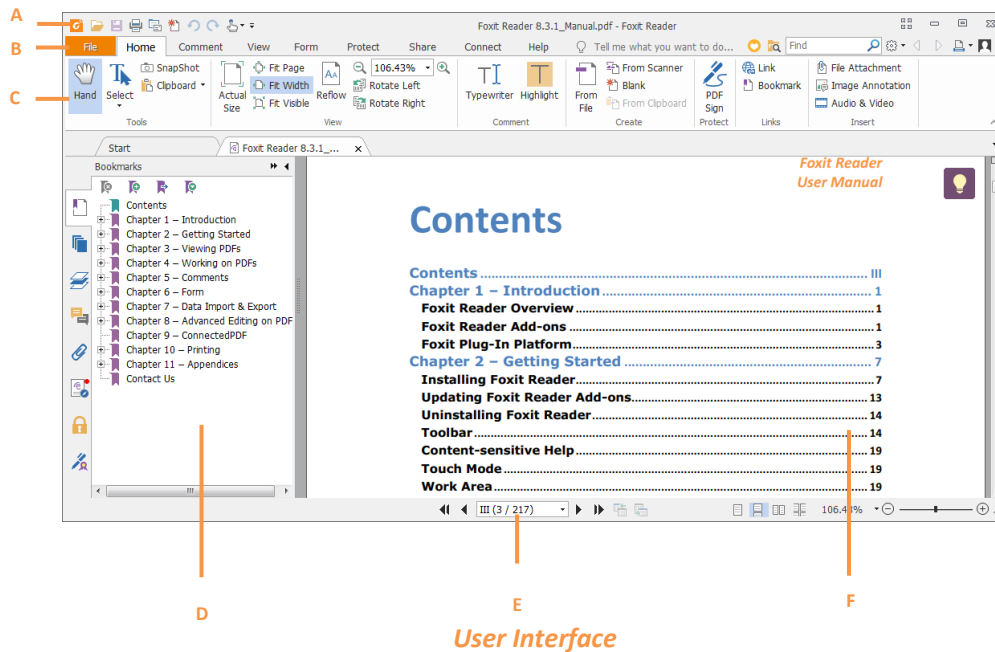 A
Foxit Reader 8.3.1_Manual.pdf - Foxit Reader
B
File Home Comment View Form Protect Share Connect Help Tell me what you want to do... Find
C
Hand
Select
SnapShot
Clipboard
Tools
Actual Size
Fit Page
Fit Width
Fit Visible
Reflow
106.43%
Rotate Left
Rotate Right
View
Typewriter
Highlight
Comment
From File
From Scanner
Blank
From Clipboard
Create
PDF Sign
Protect
Link
Bookmark
Links
File Attachment
Image Annotation
Audio & Video
Insert
Start Foxit Reader 8.3.1_... x
Bookmarks
Contents
Chapter 1 – Introduction
Chapter 2 – Getting Started
Chapter 3 – Viewing PDFs
Chapter 4 – Working on PDFs
Chapter 5 – Comments
Chapter 6 – Form
Chapter 7 – Data Import & Export
Chapter 8 – Advanced Editing on PDF
Chapter 9 – ConnectedPDF
Chapter 10 – Printing
Chapter 11 – Appendices
Contact Us
Foxit Reader
User Manual
Contents
Contents ........ III
Chapter 1 – Introduction ........ 1
Foxit Reader Overview ........ 1
Foxit Reader Add-ons ........ 1
Foxit Plug-In Platform ........ 3
Chapter 2 – Getting Started ........ 7
Installing Foxit Reader ........ 7
Updating Foxit Reader Add-ons ........ 13
Uninstalling Foxit Reader ........ 14
Toolbar ........ 14
Content-sensitive Help ........ 19
Touch Mode ........ 19
Work Area ........ 19
III (3 / 217) 106.43%
D
E
F
User Interface